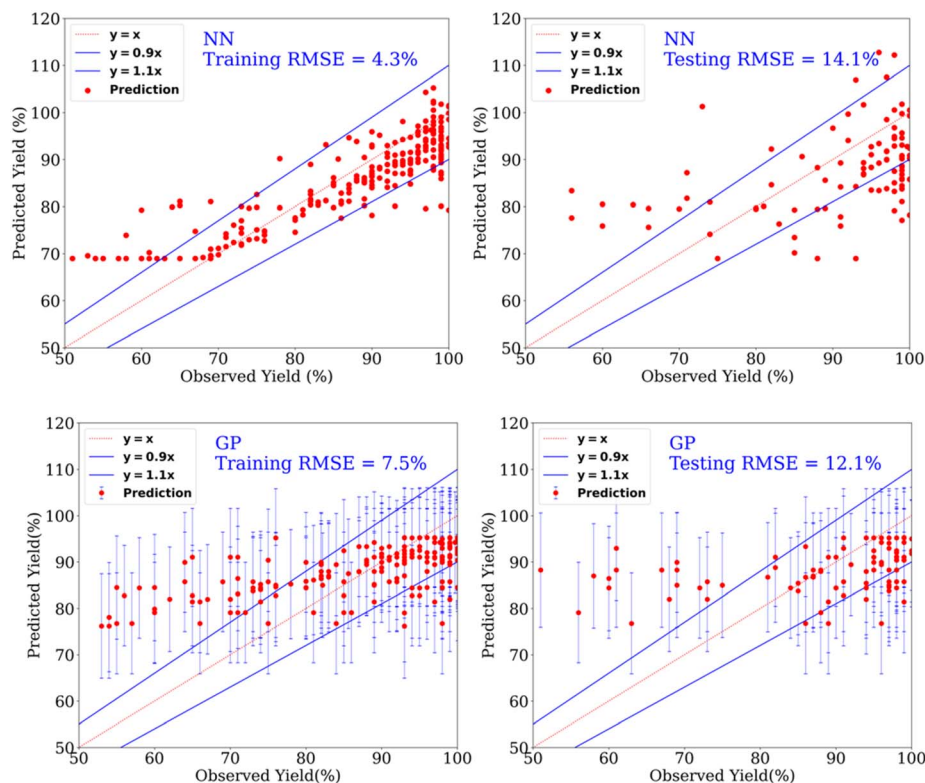 120
110
100
90
80
70
60
50
Predicted Yield (%)
y = x
y = 0.9x
y = 1.1x
Prediction
NN
Training RMSE = 4.3%
50 60 70 80 90 100
Observed Yield (%)
120
110
100
90
80
70
60
50
Predicted Yield (%)
y = x
y = 0.9x
y = 1.1x
Prediction
NN
Testing RMSE = 14.1%
50 60 70 80 90 100
Observed Yield (%)
120
110
100
90
80
70
60
50
Predicted Yield(%)
y = x
y = 0.9x
y = 1.1x
Prediction
GP
Training RMSE = 7.5%
50 60 70 80 90 100
Observed Yield(%)
120
110
100
90
80
70
60
50
Predicted Yield(%)
y = x
y = 0.9x
y = 1.1x
Prediction
GP
Testing RMSE = 12.1%
50 60 70 80 90 100
Observed Yield(%)